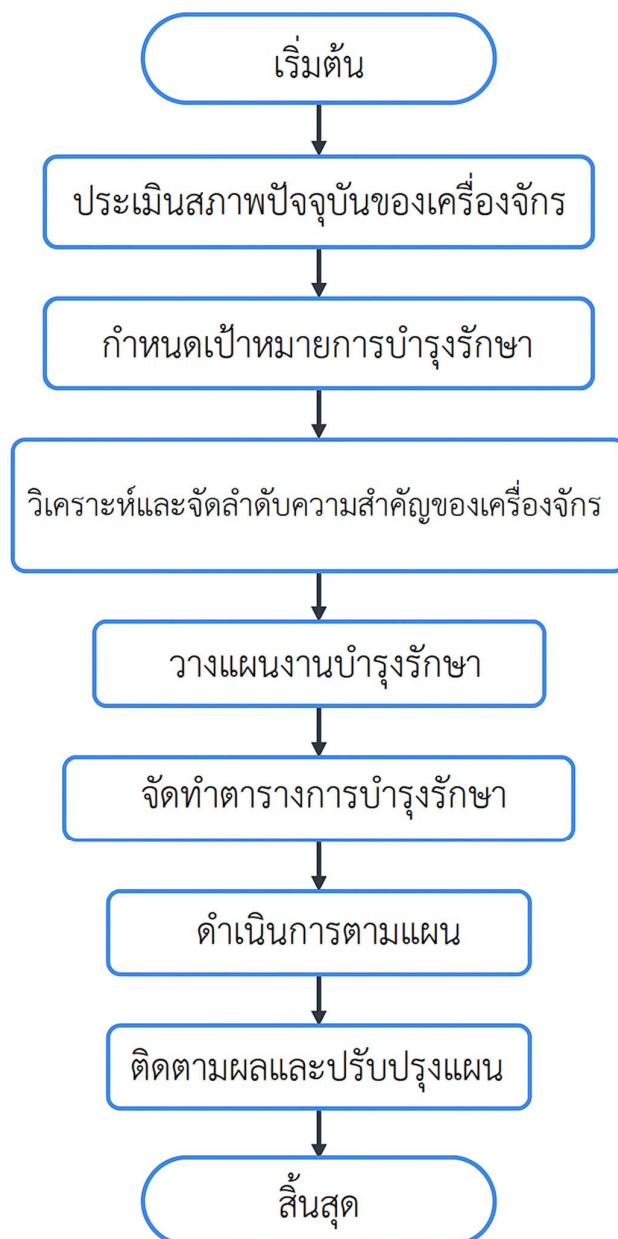 เริ่มต้น
ประเมินสภาพปัจจุบันของเครื่องจักร
กำหนดเป้าหมายการบำรุงรักษา
วิเคราะห์และจัดลำดับความสำคัญของเครื่องจักร
วางแผนงานบำรุงรักษา
จัดทำตารางการบำรุงรักษา
ดำเนินการตามแผน
ติดตามผลและปรับปรุงแผน
สิ้นสุด